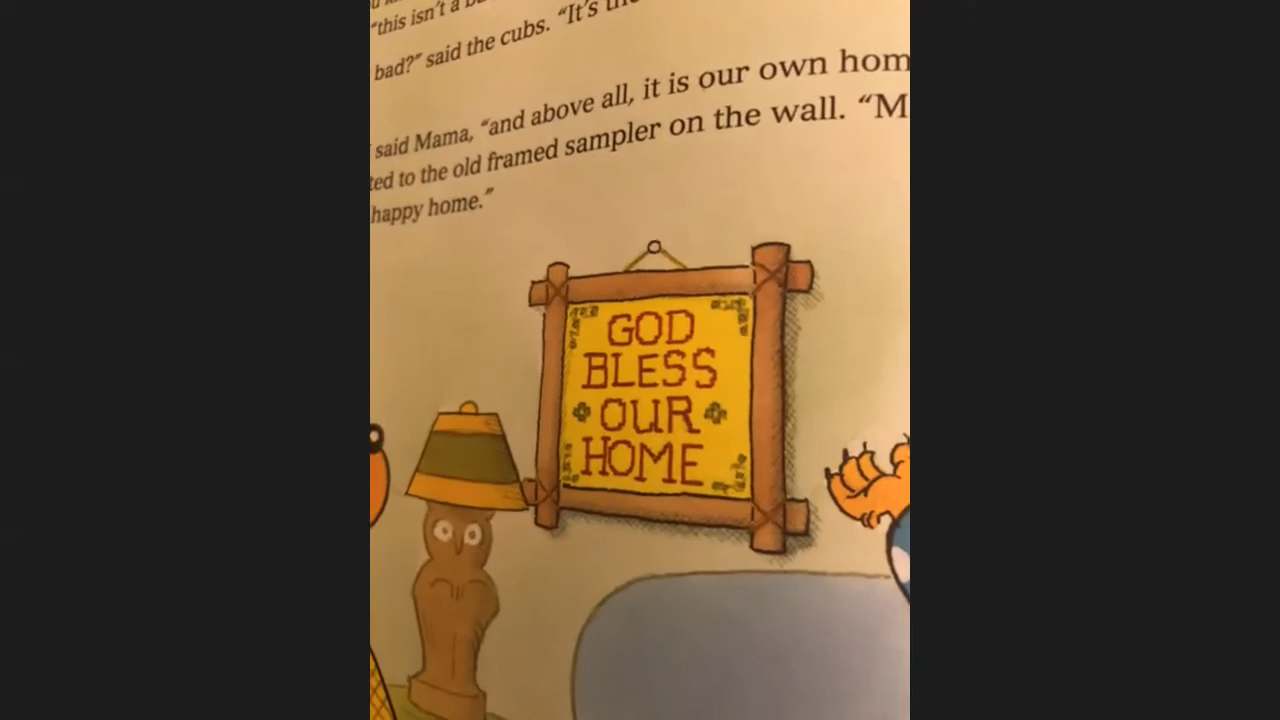 "this isn't a
bad?" said the cubs. "It's
said Mama, "and above all, it is our own hom
ted to the old framed sampler on the wall. "M
happy home."
GOD
BLESS
OUR
HOME